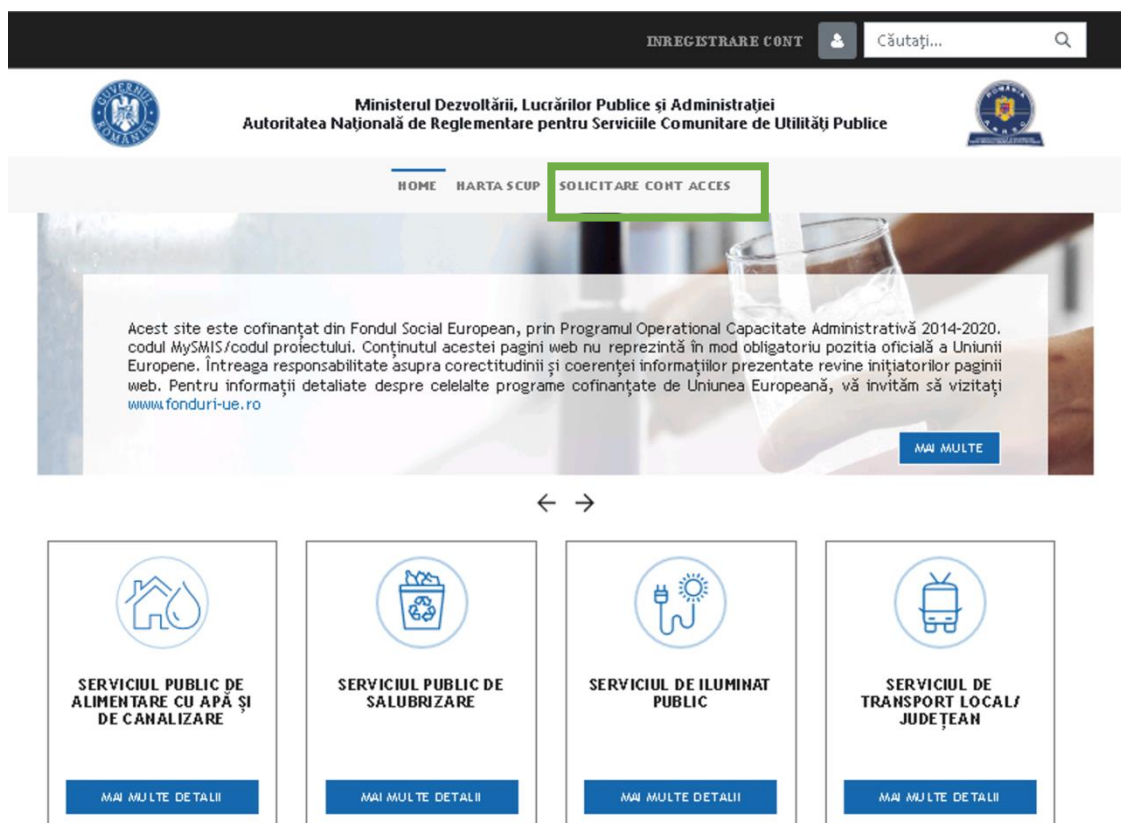 INREGISTRARE CONT
Căutați...
GUVERNUL ROMÂNIEI
Ministerul Dezvoltării, Lucrărilor Publice și Administrației
Autoritatea Națională de Reglementare pentru Serviciile Comunitare de Utilități Publice
ROMÂNIA
HOME HARTA SCUP SOLICITARE CONT ACCES
Acest site este cofinanțat din Fondul Social European, prin Programul Operational Capacitate Administrativă 2014-2020.
codul MySMIS/codul proiectului. Conținutul acestei pagini web nu reprezintă în mod obligatoriu pozitia oficială a Uniunii
Europene. Întreaga responsabilitate asupra corectitudinii și coerenței informațiilor prezentate revine inițiatorilor paginii
web. Pentru informații detaliate despre celelalte programe cofinanțate de Uniunea Europeană, vă invităm să vizitați
www.fonduri-ue.ro
MAI MULTE
SERVICIUL PUBLIC DE
ALIMENTARE CU APĂ ȘI
DE CANALIZARE
MAI MULTE DETALII
SERVICIUL PUBLIC DE
SALUBRIZARE
MAI MULTE DETALII
SERVICIUL DE ILUMINAT
PUBLIC
MAI MULTE DETALII
SERVICIUL DE
TRANSPORT LOCAL/
JUDEȚEAN
MAI MULTE DETALII